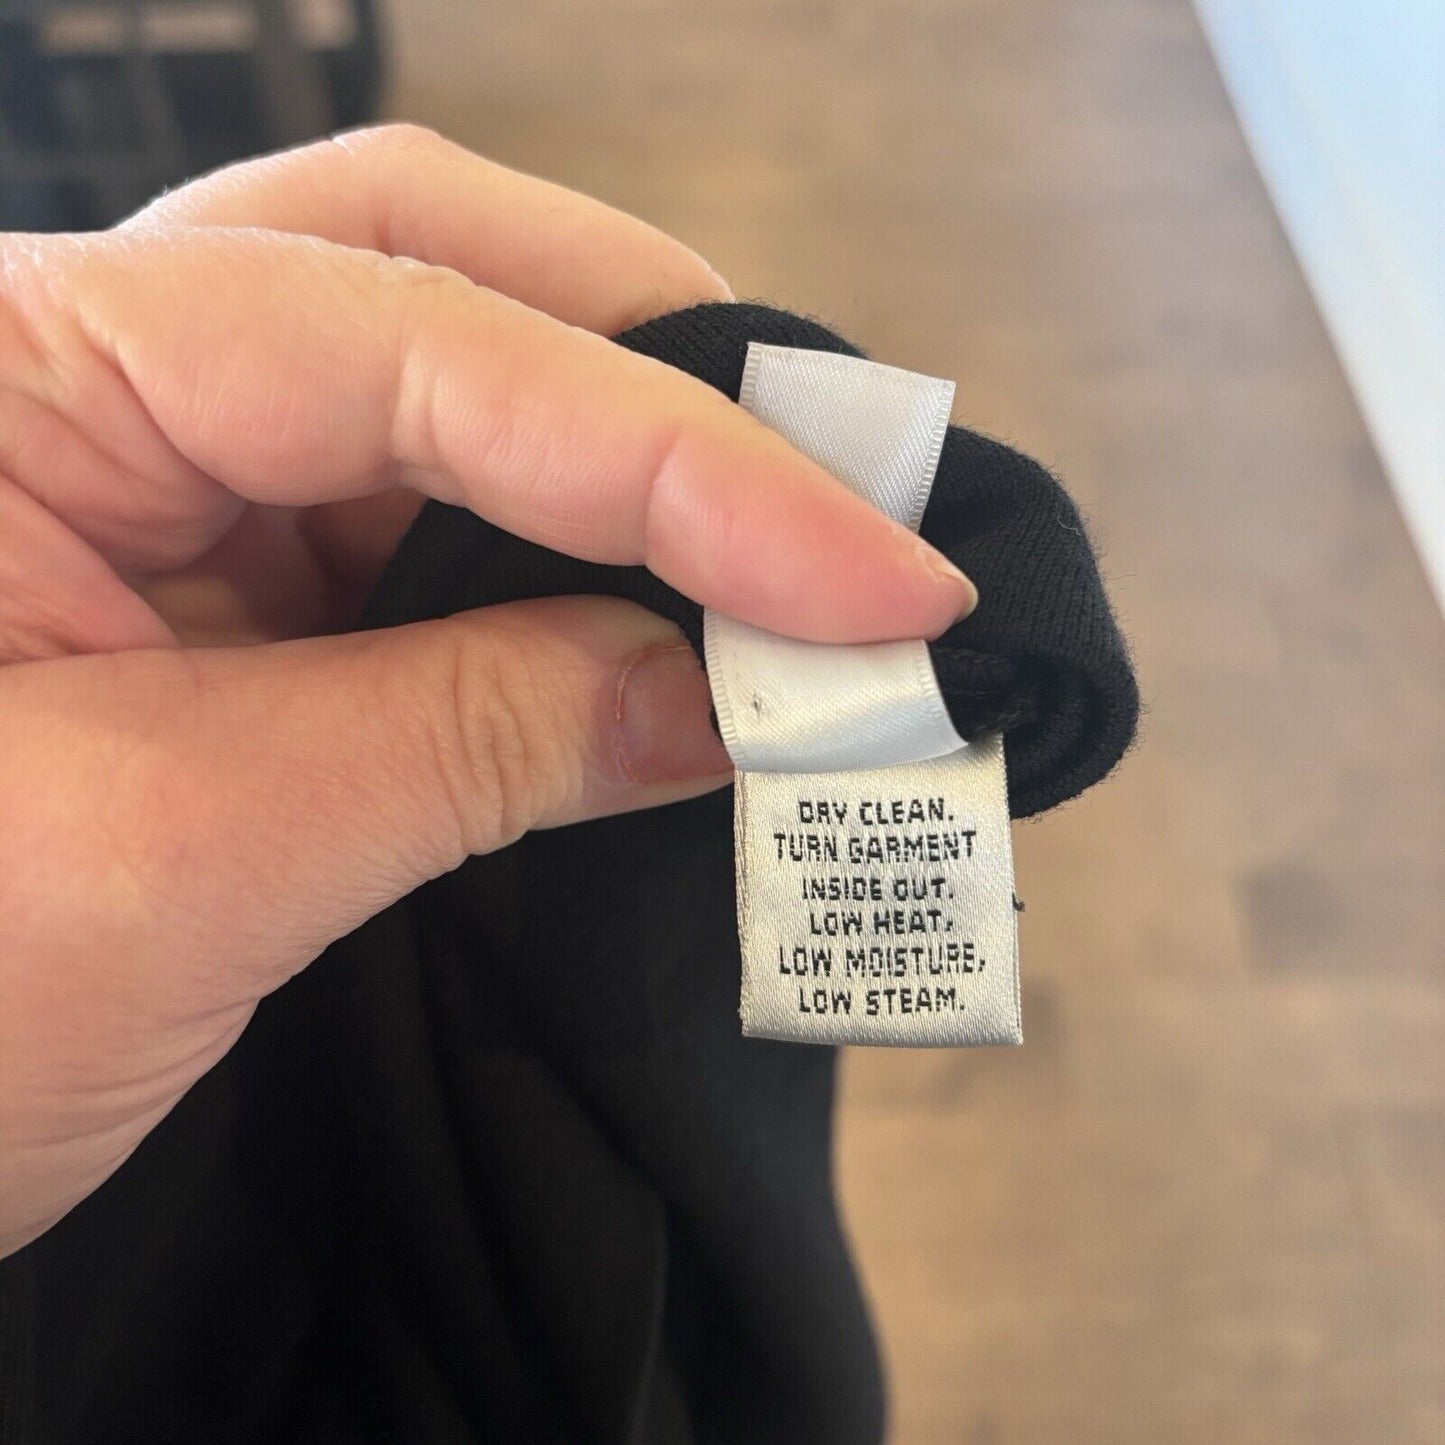 DRY CLEAN.
TURN GARMENT
INSIDE OUT.
LOW HEAT,
LOW MOISTURE,
LOW STEAM.